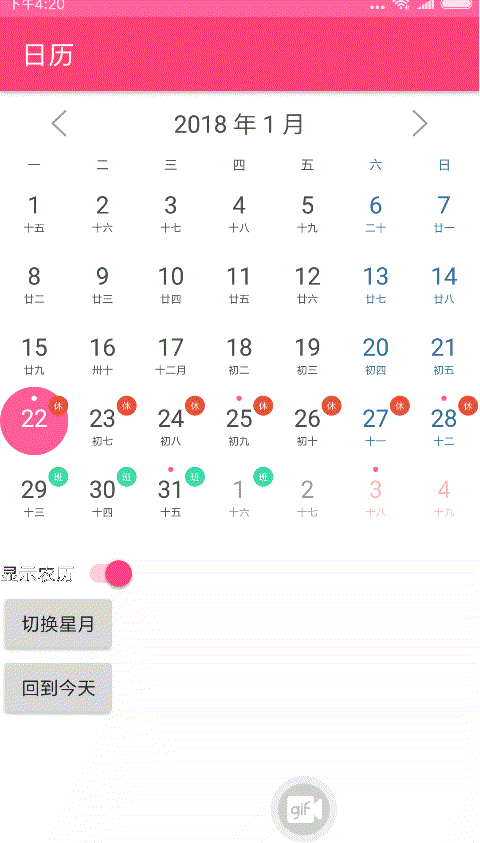 下午4:20
日历
2018 年 1 月
一 二 三 四 五 六 日
1 2 3 4 5 6 7
十五 十六 十七 十八 十九 二十 廿一
8 9 10 11 12 13 14
廿二 廿三 廿四 廿五 廿六 廿七 廿八
15 16 17 18 19 20 21
廿九 卅十 十二月 初二 初三 初四 初五
休 休 休 休 休 休 休
22 23 24 25 26 27 28
初七 初八 初九 初十 十一 十二
班 班 班 班
29 30 31 1 2 3 4
十三 十四 十五 十六 十七 十八 十九
显示农历
切换星月
回到今天
gif